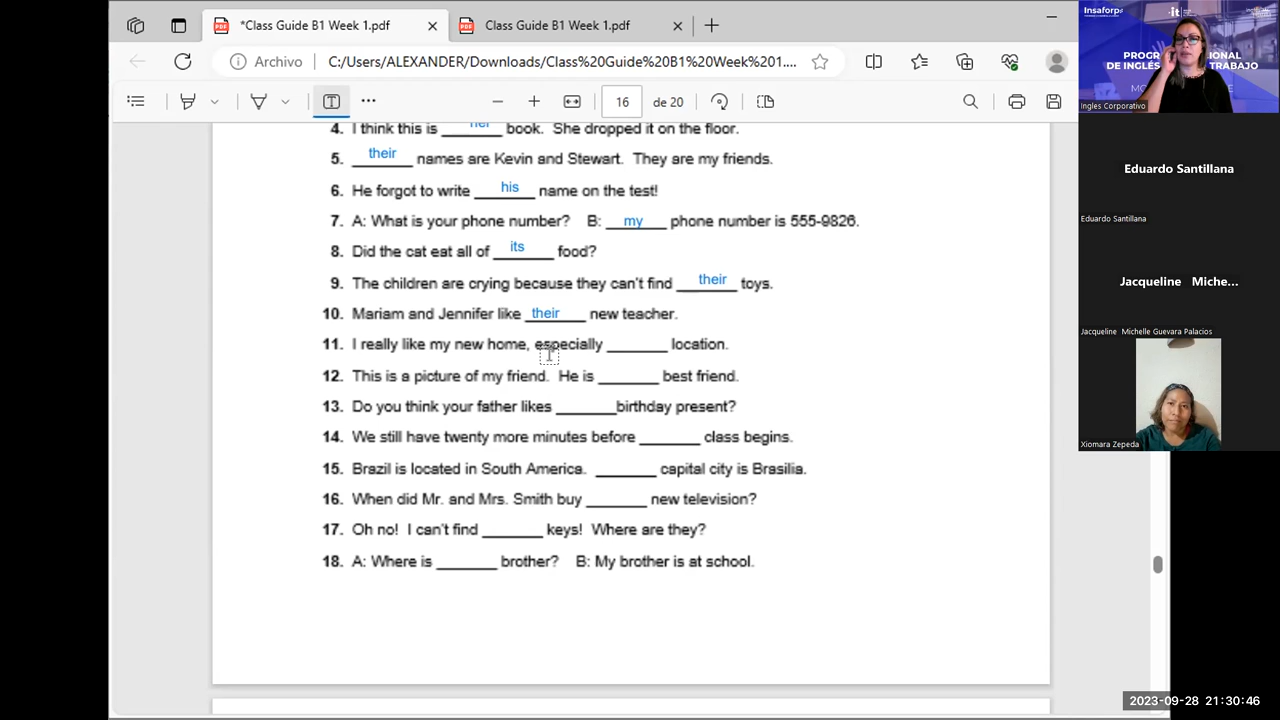 *Class Guide B1 Week 1.pdf
Class Guide B1 Week 1.pdf
Archivo
C:/Users/ALEXANDER/Downloads/Class%20Guide%20B1%20Week%201....
16 de 20
4. I think this is her book. She dropped it on the floor.
5. their names are Kevin and Stewart. They are my friends.
6. He forgot to write his name on the test!
7. A: What is your phone number? B: my phone number is 555-9826.
8. Did the cat eat all of its food?
9. The children are crying because they can't find their toys.
10. Mariam and Jennifer like their new teacher.
11. I really like my new home, especially _______ location.
12. This is a picture of my friend. He is _______ best friend.
13. Do you think your father likes _______birthday present?
14. We still have twenty more minutes before _______ class begins.
15. Brazil is located in South America. _______ capital city is Brasilia.
16. When did Mr. and Mrs. Smith buy _______ new television?
17. Oh no! I can't find _______ keys! Where are they?
18. A: Where is _______ brother? B: My brother is at school.
Insaforp
it
PROGR IONAL
DE INGLÉS TRABAJO
Ingles Corporativo
Eduardo Santillana
Eduardo Santillana
Jacqueline Miche...
Jacqueline Michelle Guevara Palacios
Xiomara Zepeda
2023-09-28 21:30:46